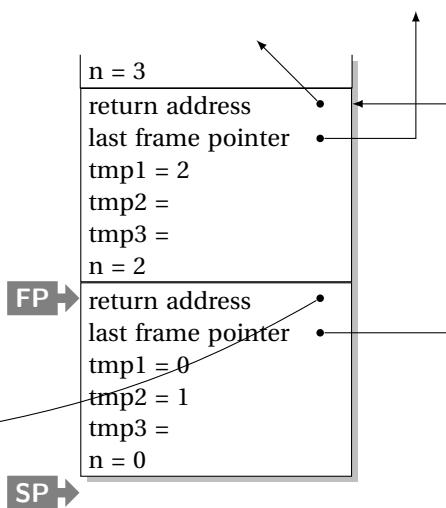 n = 3
return address
last frame pointer
tmp1 = 2
tmp2 =
tmp3 =
n = 2
FP
return address
last frame pointer
tmp1 = 0
tmp2 = 1
tmp3 =
n = 0
SP